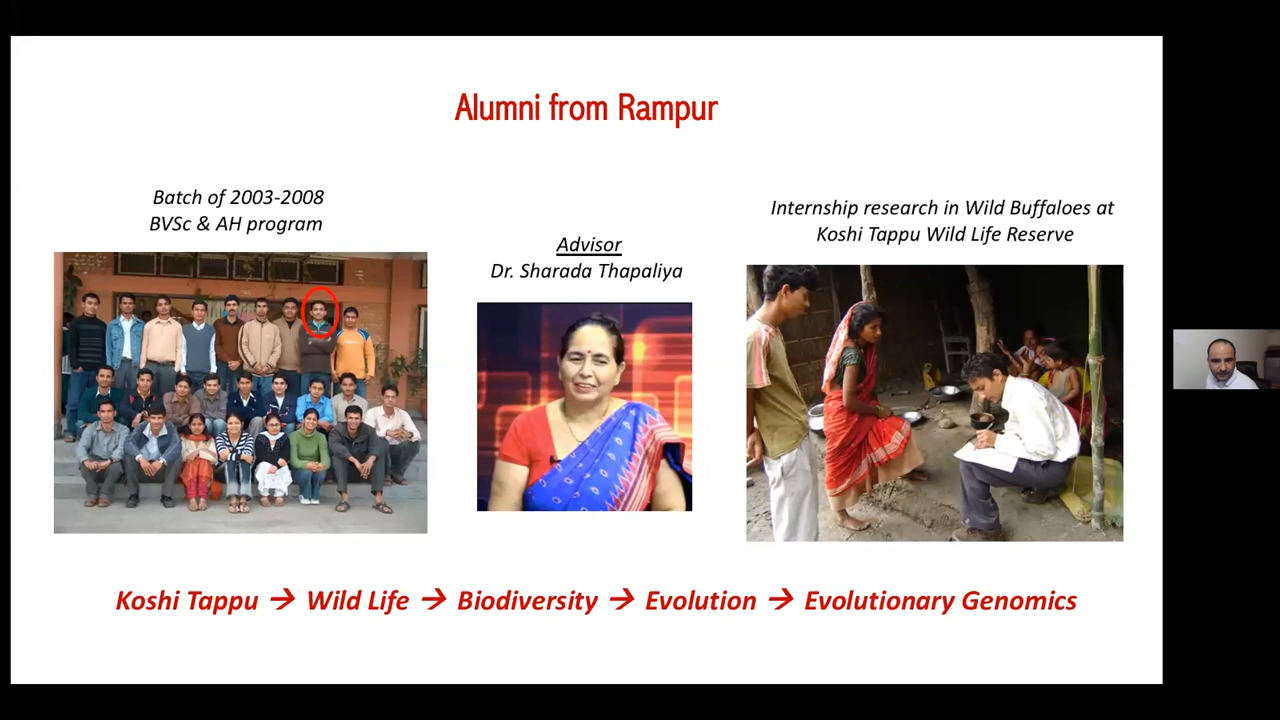 Alumni from Rampur
Batch of 2003-2008
BVSc & AH program
Advisor
Dr. Sharada Thapaliya
Internship research in Wild Buffaloes at
Koshi Tappu Wild Life Reserve
Koshi Tappu → Wild Life → Biodiversity → Evolution → Evolutionary Genomics